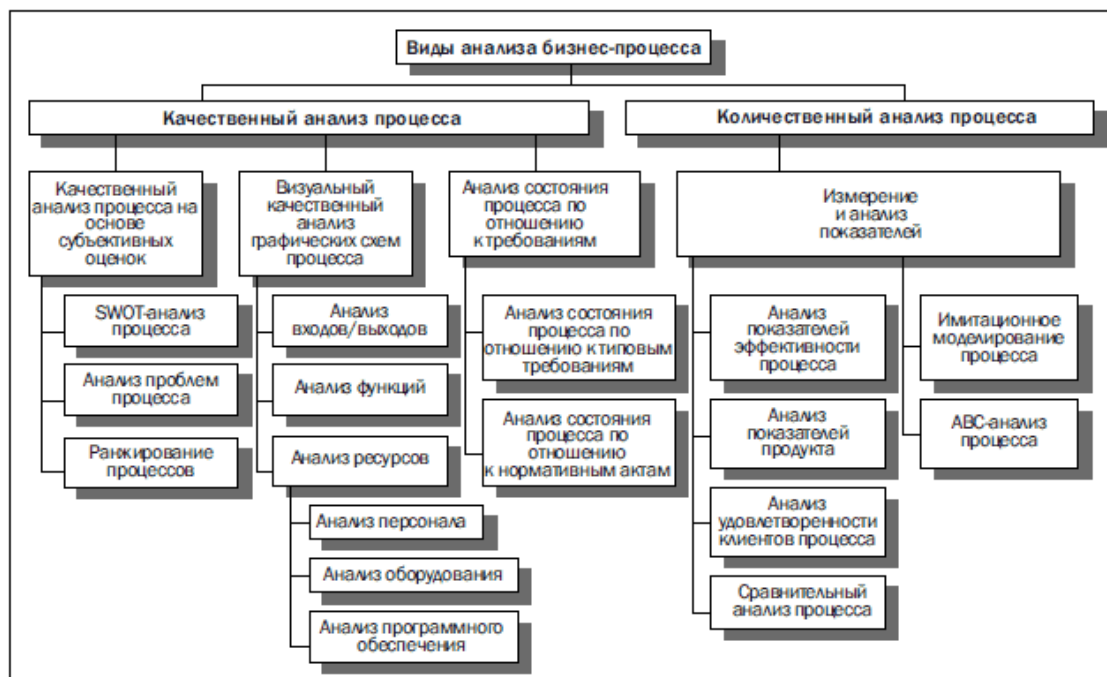 Виды анализа бизнес-процесса
Качественный анализ процесса
Количественный анализ процесса
Качественный
анализ процесса на
основе
субъективных
оценок
Визуальный
качественный
анализ
графических схем
процесса
Анализ состояния
процесса по
отношению
к требованиям
Измерение
и анализ
показателей
SWOT-анализ
процесса
Анализ проблем
процесса
Ранжирование
процессов
Анализ
входов/выходов
Анализ функций
Анализ ресурсов
Анализ персонала
Анализ оборудования
Анализ программного
обеспечения
Анализ состояния
процесса по
отношению к типовым
требованиям
Анализ состояния
процесса по
отношению
к нормативным актам
Анализ
показателей
эффективности
процесса
Анализ
показателей
продукта
Анализ
удовлетворенности
клиентов процесса
Сравнительный
анализ процесса
Имитационное
моделирование
процесса
АВС-анализ
процесса